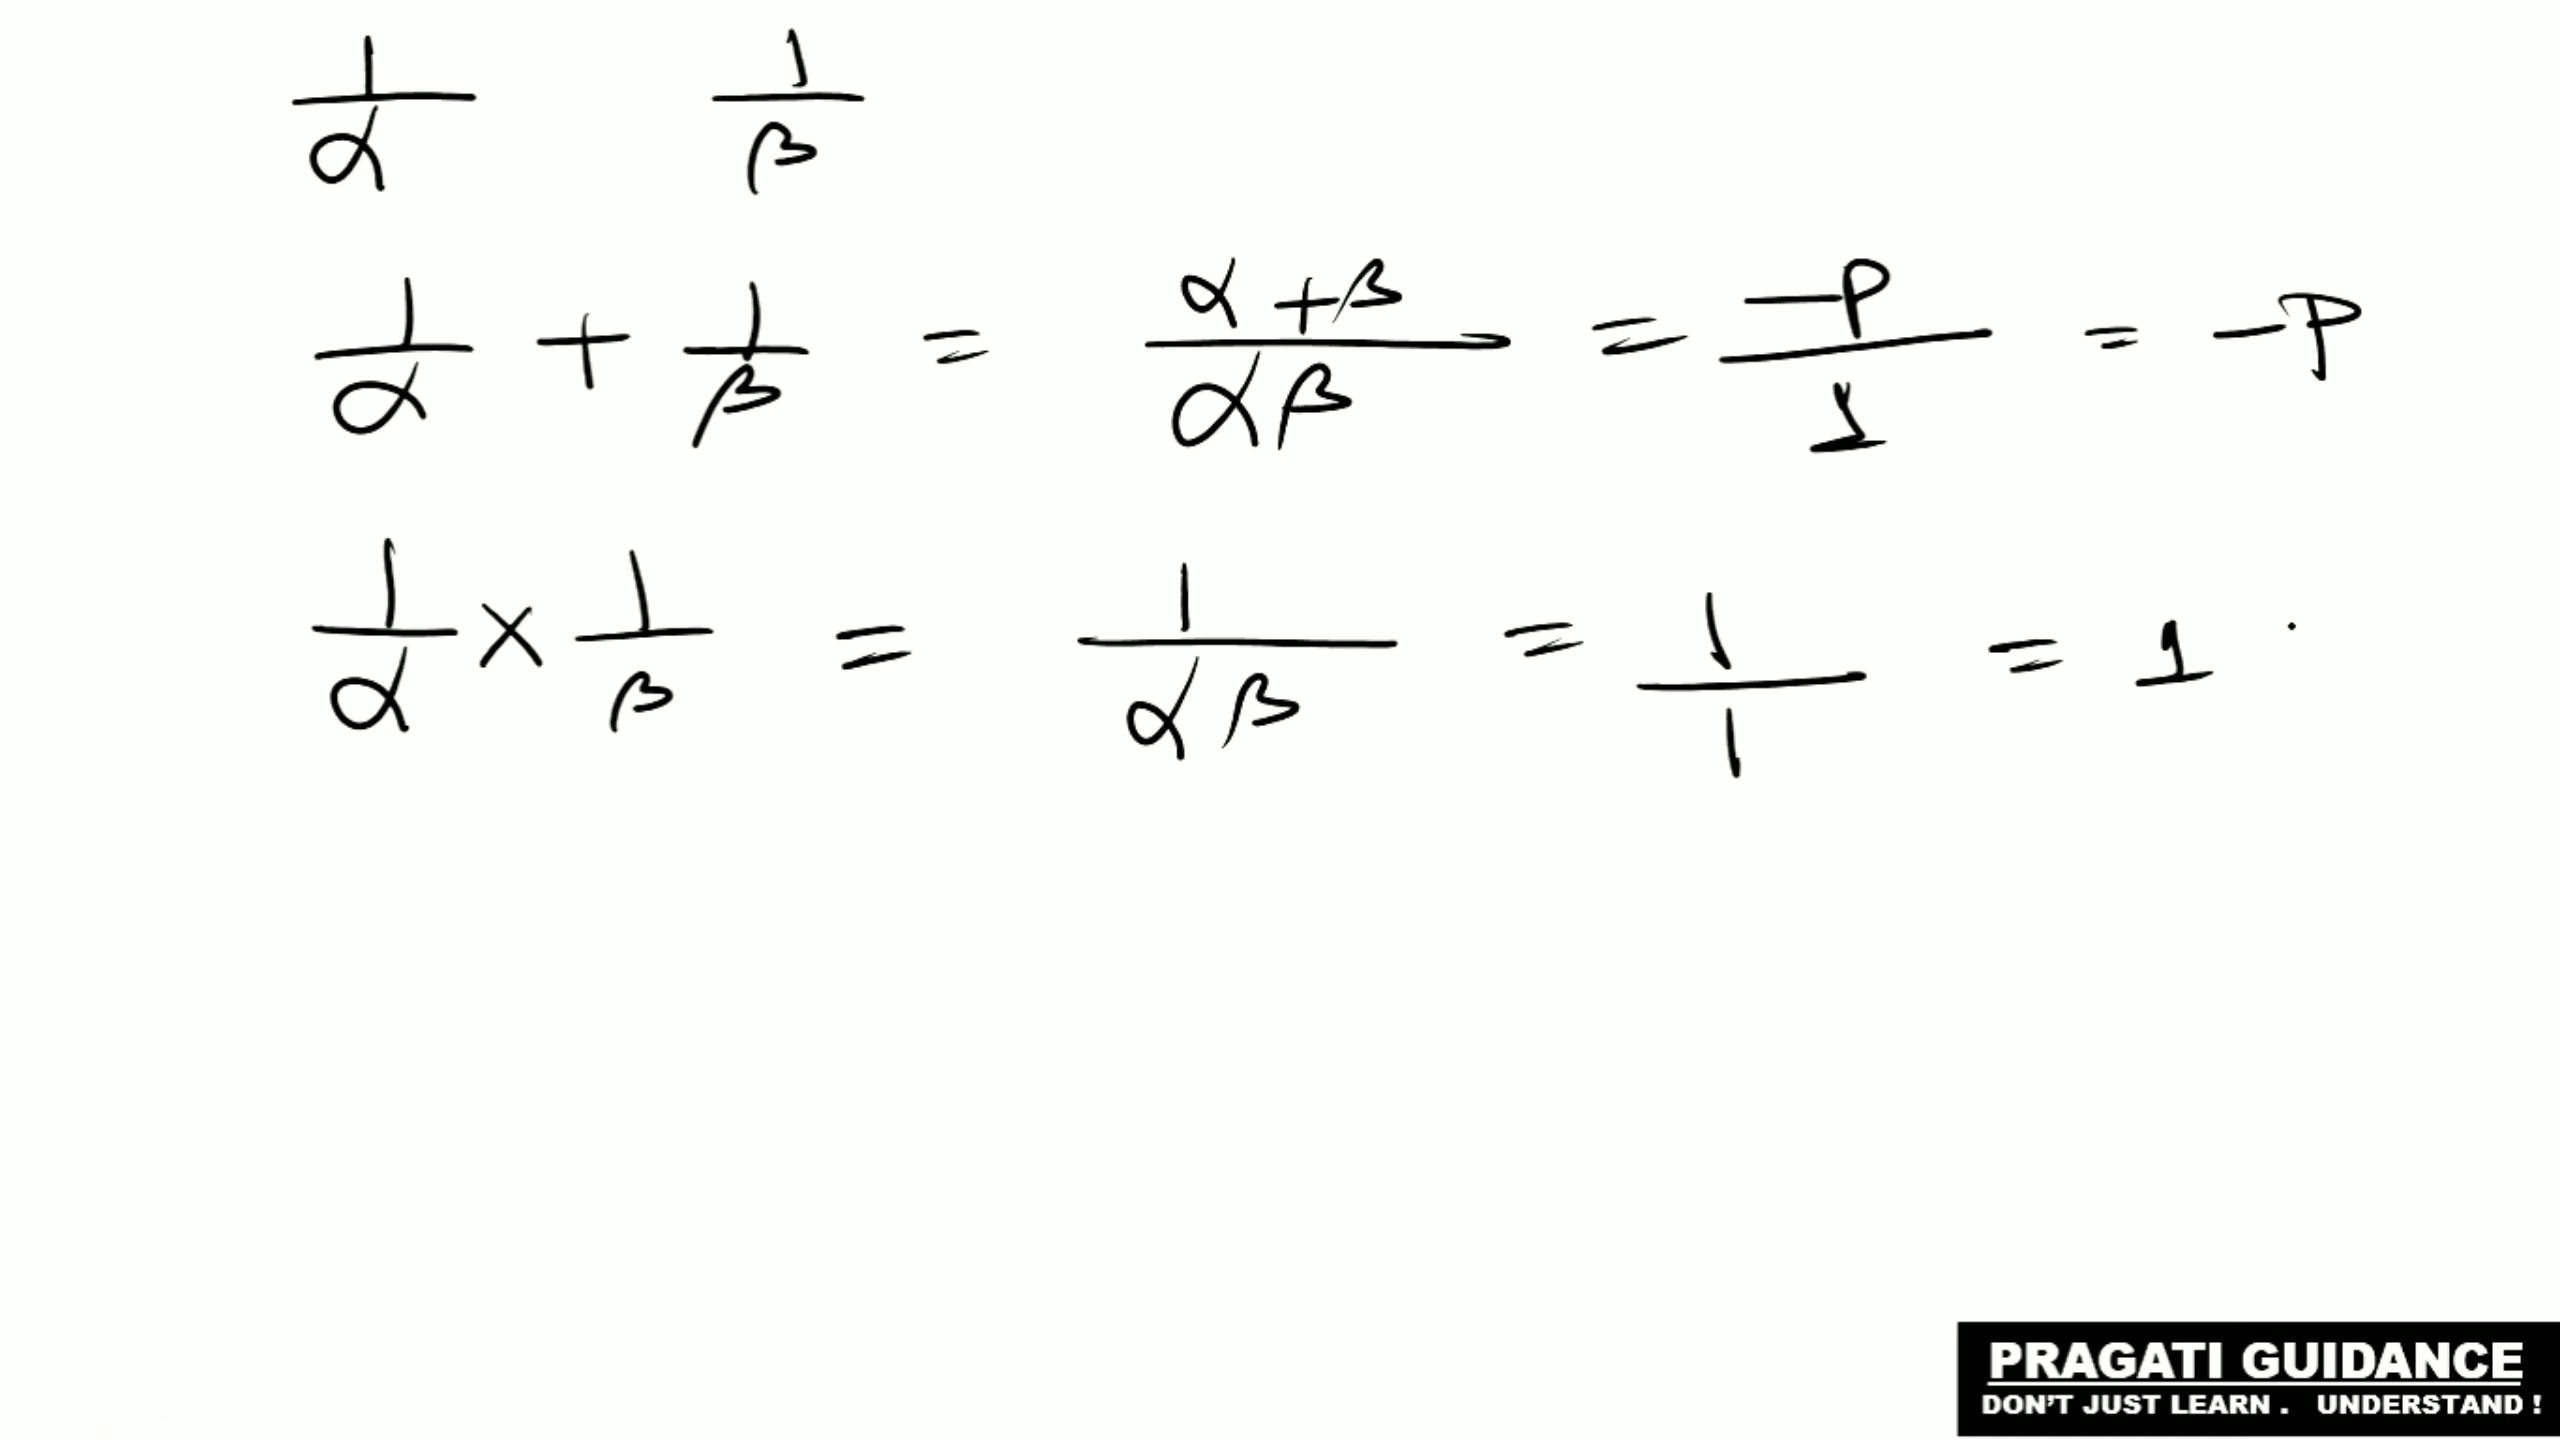 1/α 1/β
1/α + 1/β = α+β/αβ = -P/1 = -P
1/α × 1/β = 1/αβ = 1/1 = 1
PRAGATI GUIDANCE
DON'T JUST LEARN . UNDERSTAND !